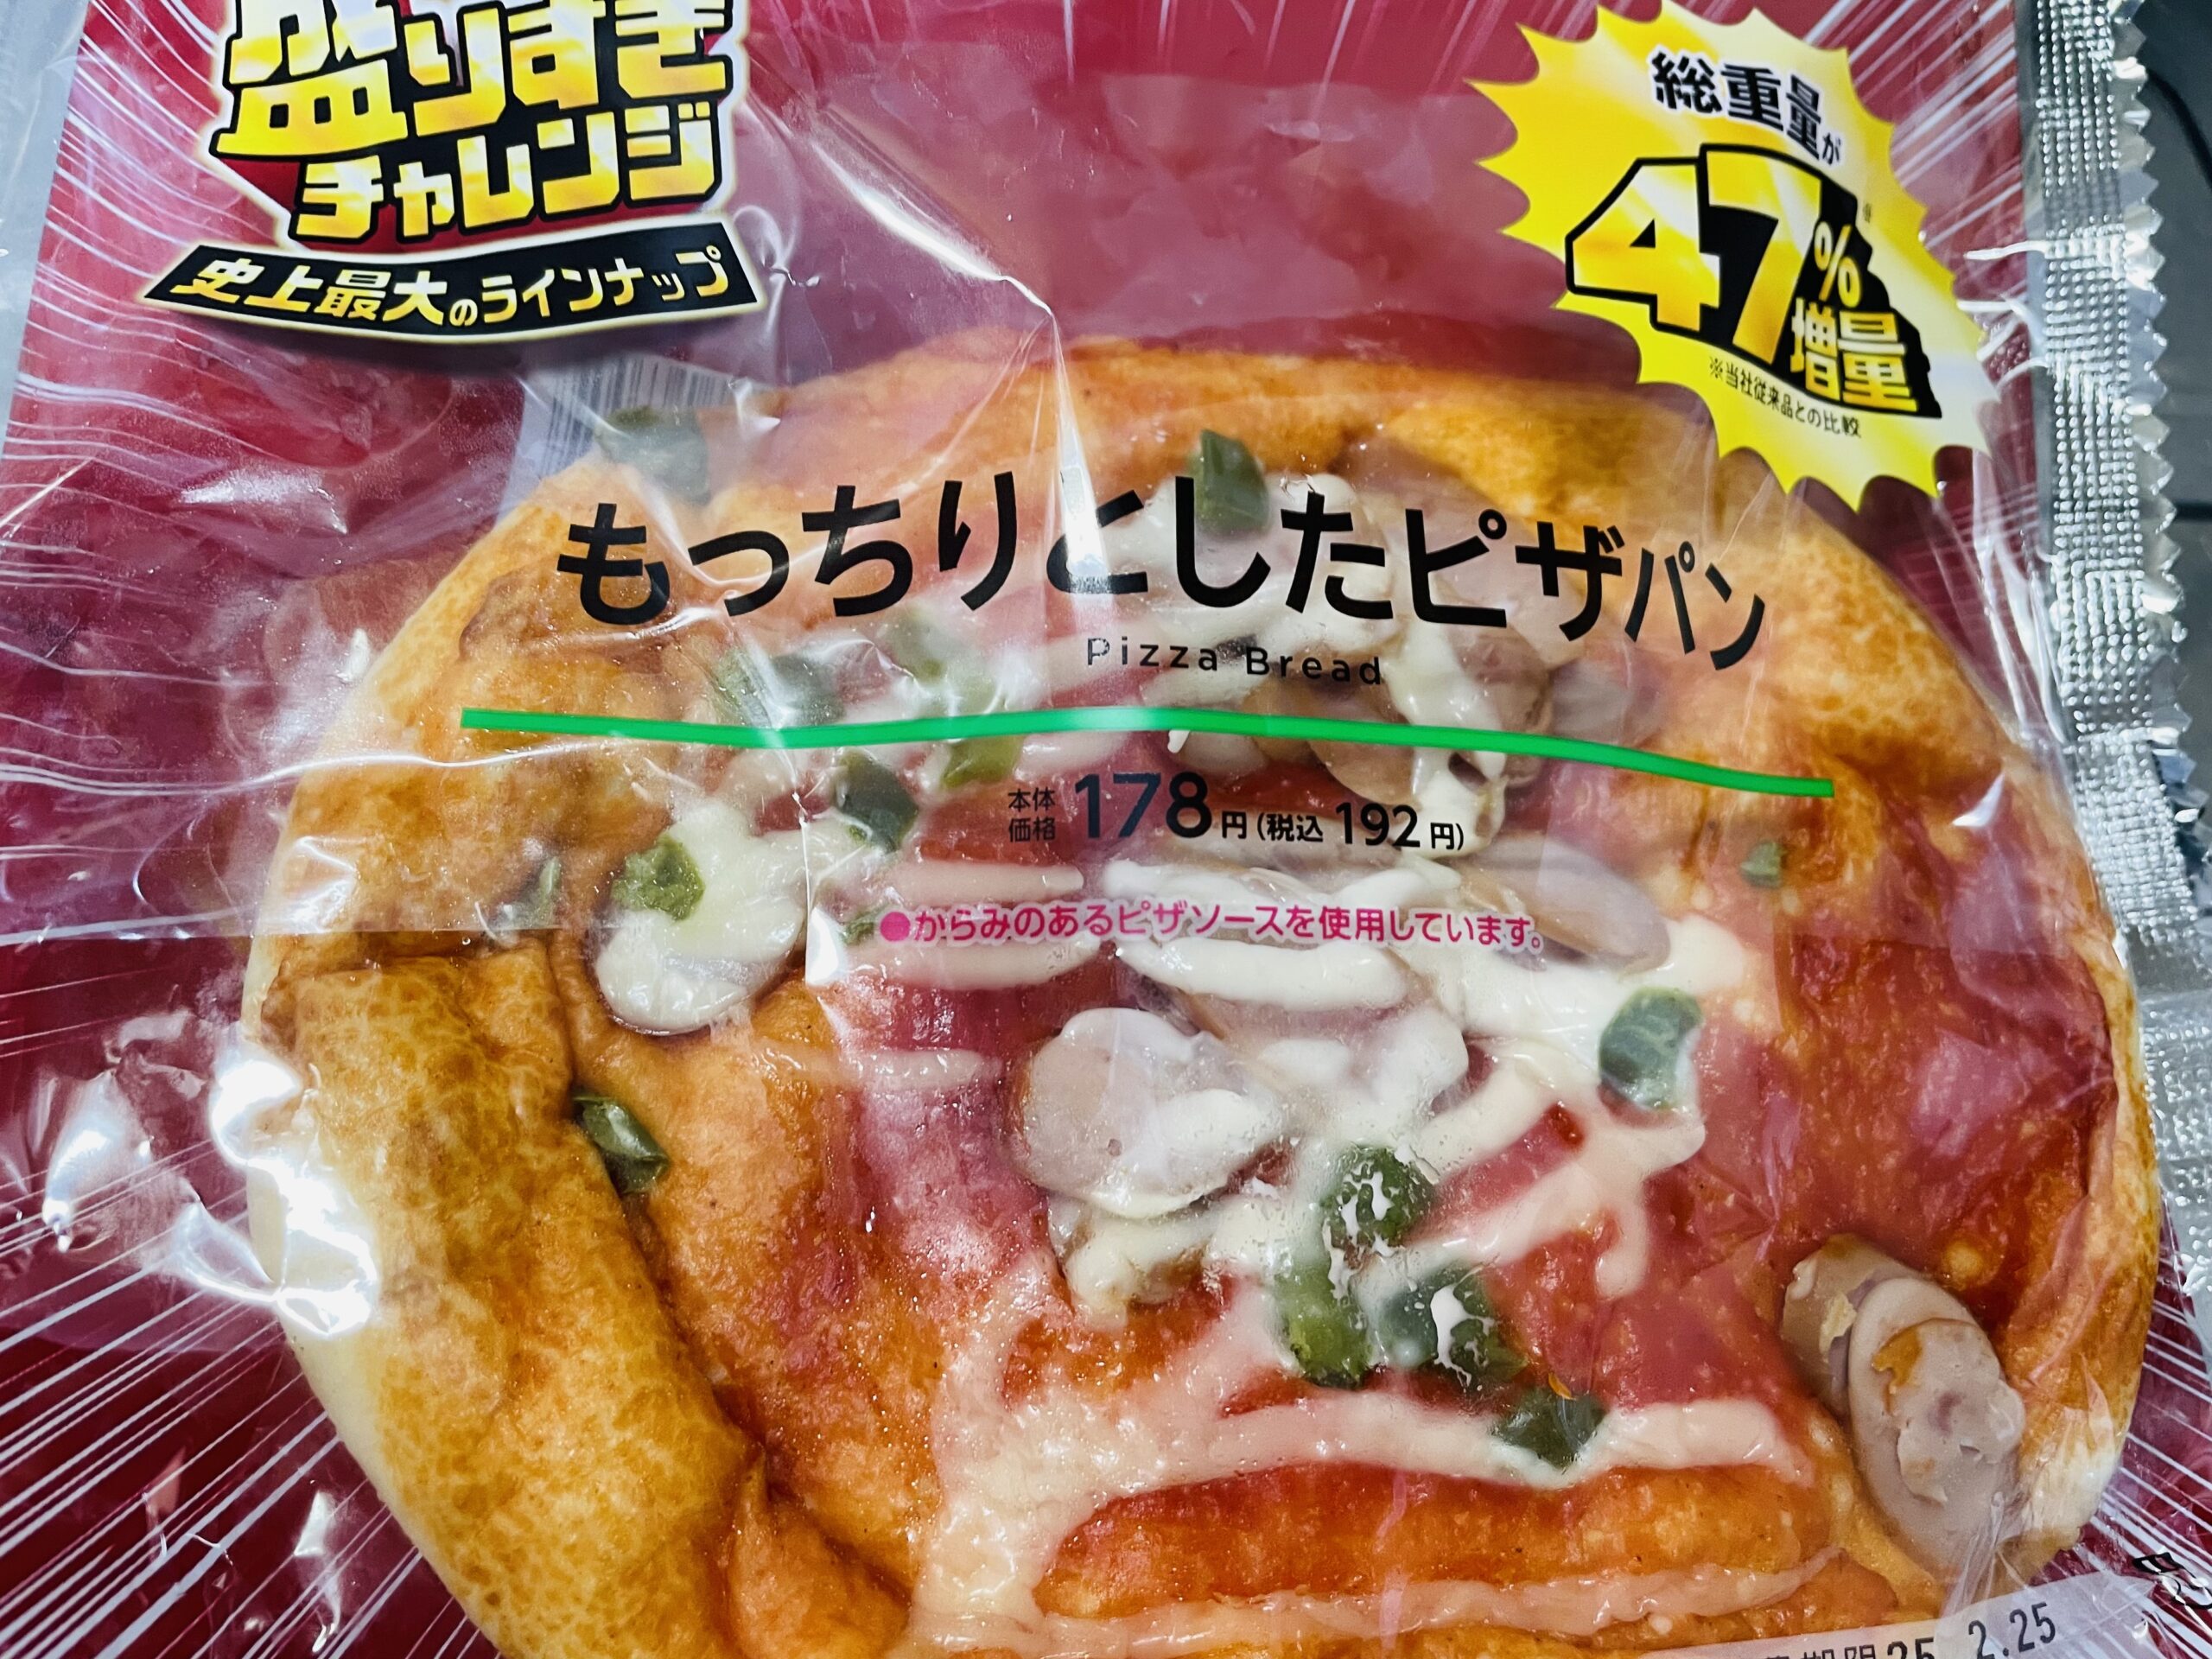 盛りすぎ
チャレンジ
史上最大のラインナップ
総重量が
47%
増量
※当社従来品との比較
もっちりとしたピザパン
Pizza Bread
本体
価格 178円(税込 192円)
●からみのあるピザソースを使用しています。
期限25. 2.25